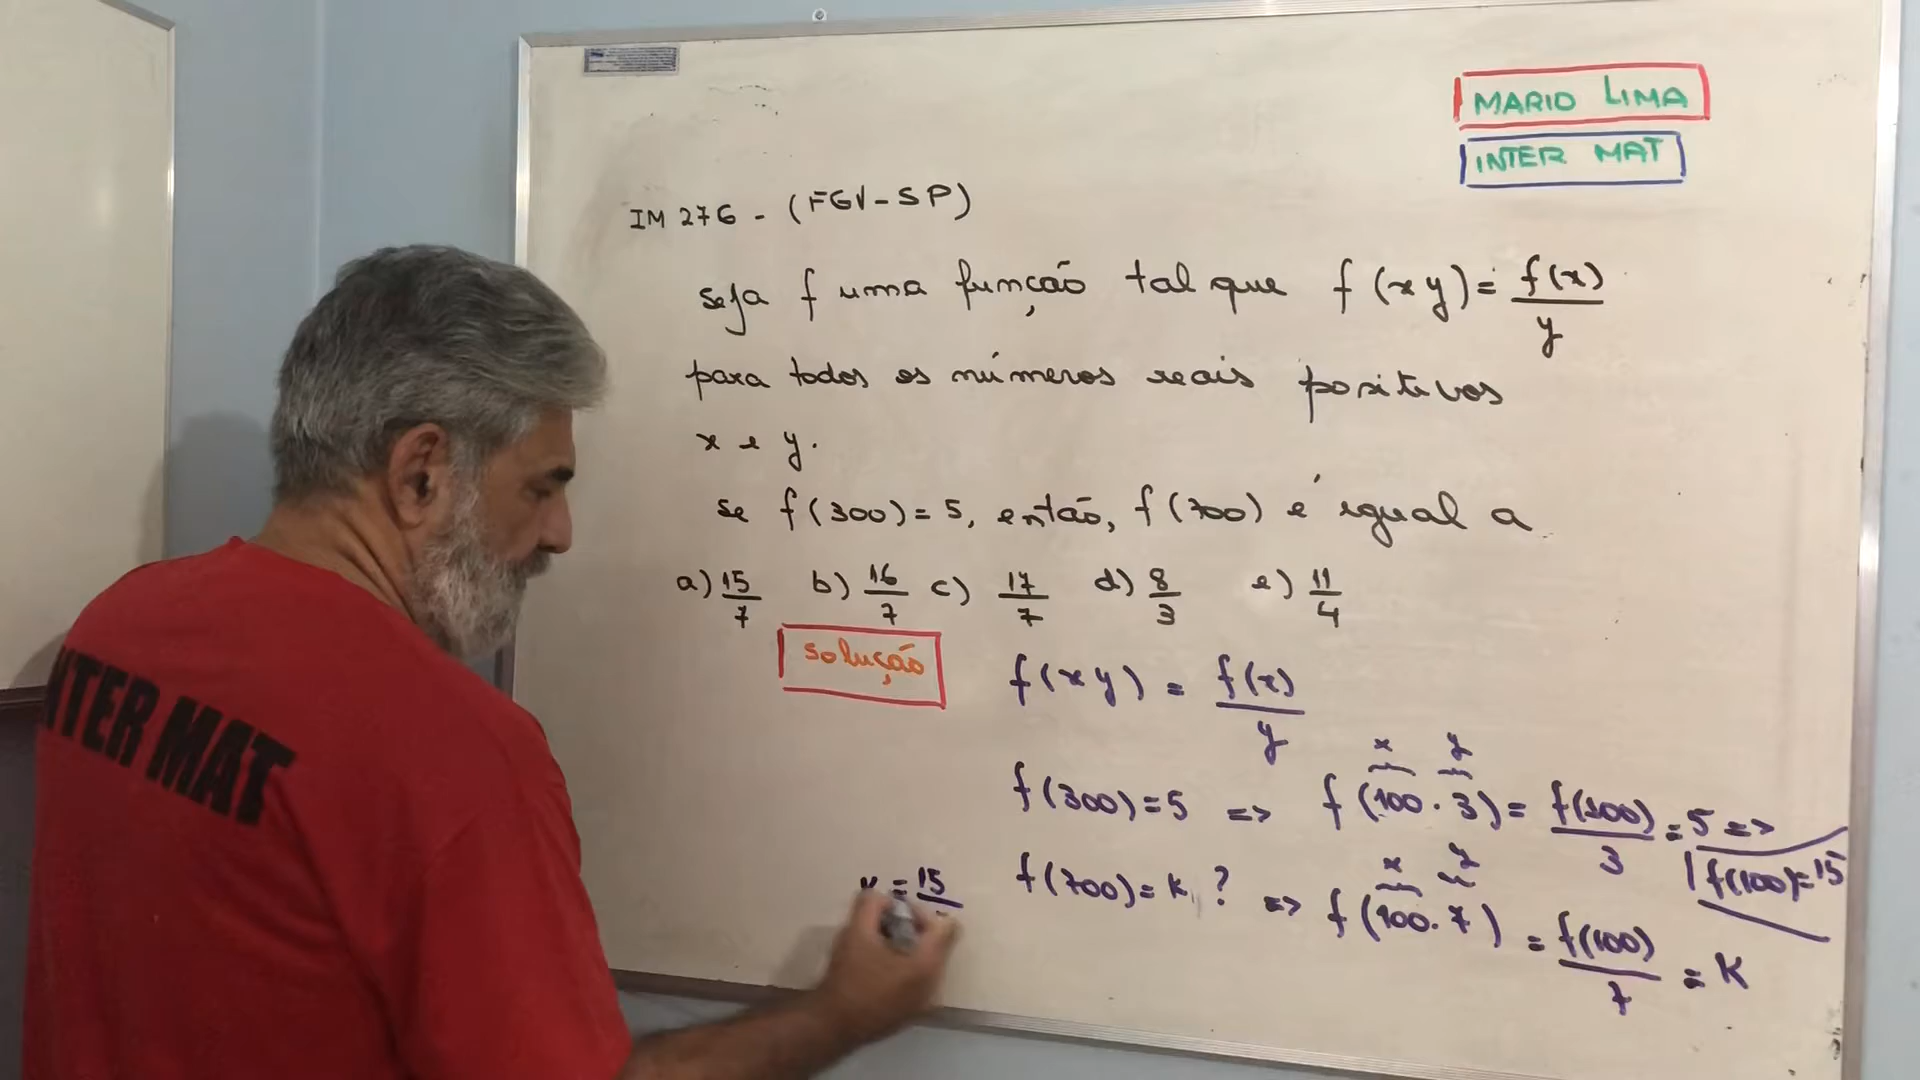 MARIO LIMA
INTER MAT
IM 276 - (FGV-SP)
seja f uma função tal que f(xy) = f(x)/y
para todos os números reais positivos
x e y.
se f(300) = 5, então, f(700) é igual a
a) 15/7 b) 16/7 c) 17/7 d) 8/3 e) 11/4
solução
f(xy) = f(x)/y
x y
f(300) = 5 => f(100 . 3) = f(100)/3 = 5 =>
f(100) = 15
x y
f(700) = K ? => f(100 . 7) = f(100)/7 = K
K = 15
INTER MAT